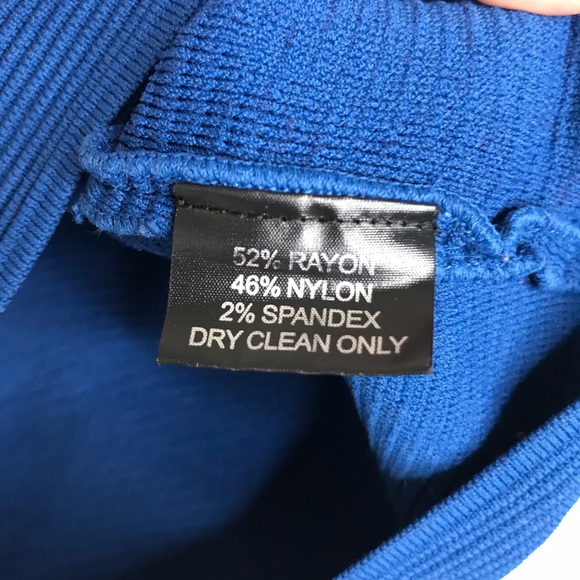 52% RAYON
46% NYLON
2% SPANDEX
DRY CLEAN ONLY